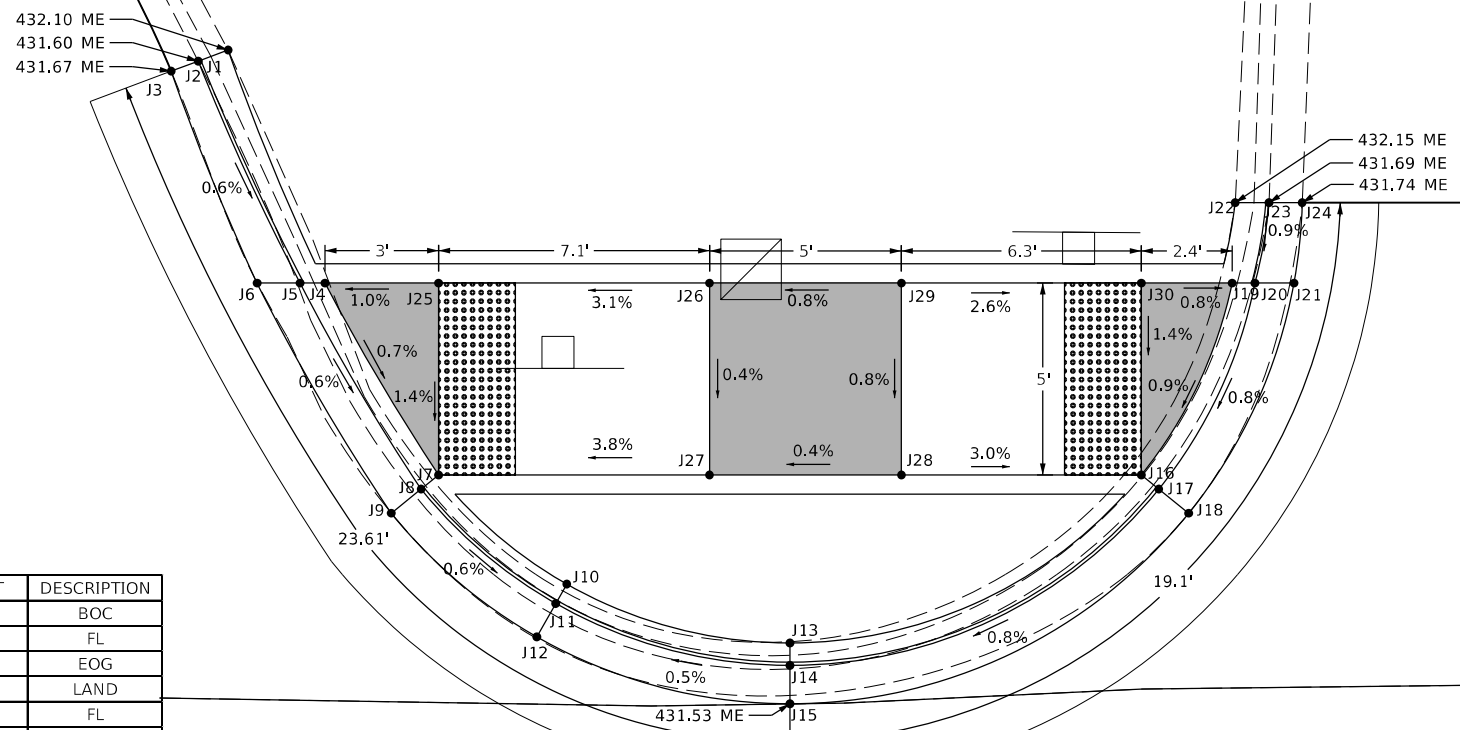 432.10 ME
431.60 ME
431.67 ME
J1
J2
J3
432.15 ME
431.69 ME
431.74 ME
J22
J23
J24
0.6%
0.9%
3'
7.1'
5'
6.3'
2.4'
J6
J5
J4
J25
J26
J29
J30
J19
J20
J21
1.0%
3.1%
0.8%
2.6%
0.8%
0.7%
0.6%
1.4%
0.4%
0.8%
5'
1.4%
0.9%
0.8%
3.8%
0.4%
3.0%
J7
J27
J28
J16
J8
J17
J9
J18
23.61'
0.6%
J10
J11
J12
19.1'
J13
0.8%
J14
0.5%
431.53 ME
J15
T DESCRIPTION
BOC
FL
EOG
LAND
FL